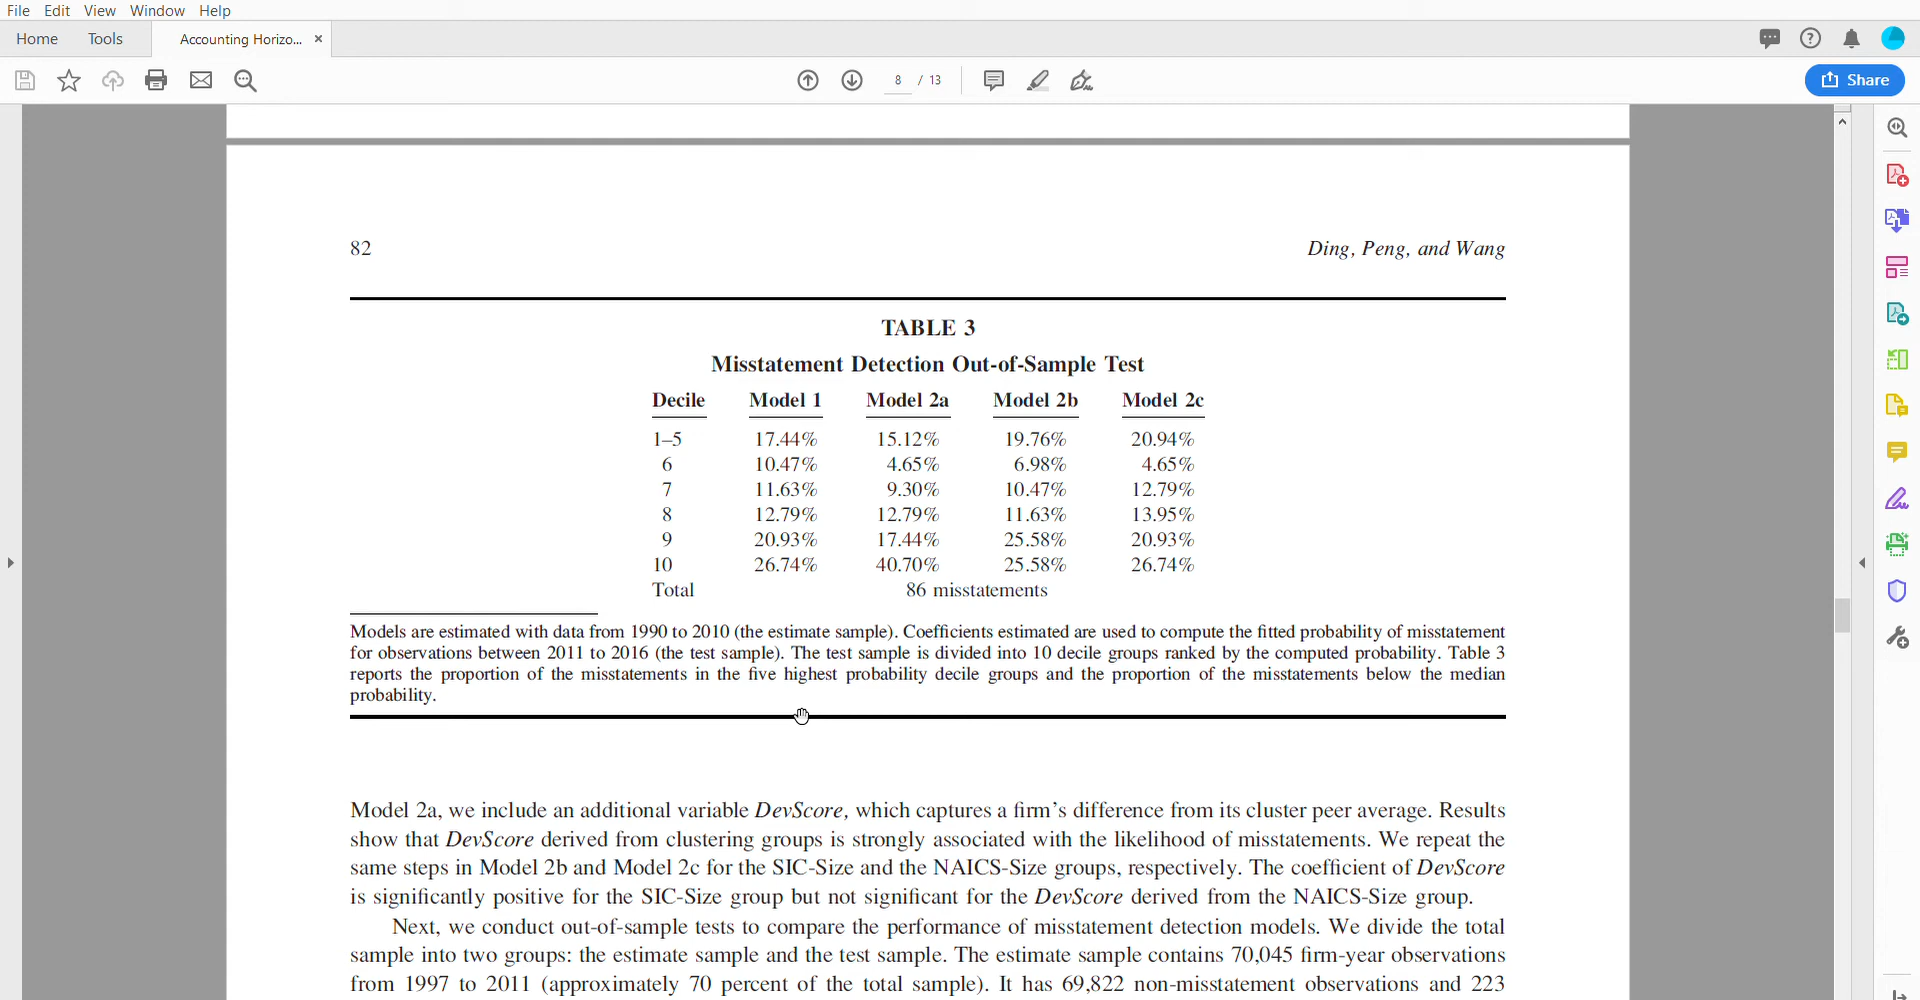 File Edit View Window Help
Home Tools Accounting Horizo... ×
8 / 13 Share
82 Ding, Peng, and Wang
TABLE 3
Misstatement Detection Out-of-Sample Test
Decile Model 1 Model 2a Model 2b Model 2c
1–5 17.44% 15.12% 19.76% 20.94%
6 10.47% 4.65% 6.98% 4.65%
7 11.63% 9.30% 10.47% 12.79%
8 12.79% 12.79% 11.63% 13.95%
9 20.93% 17.44% 25.58% 20.93%
10 26.74% 40.70% 25.58% 26.74%
Total 86 misstatements
Models are estimated with data from 1990 to 2010 (the estimate sample). Coefficients estimated are used to compute the fitted probability of misstatement
for observations between 2011 to 2016 (the test sample). The test sample is divided into 10 decile groups ranked by the computed probability. Table 3
reports the proportion of the misstatements in the five highest probability decile groups and the proportion of the misstatements below the median
probability.
Model 2a, we include an additional variable DevScore, which captures a firm's difference from its cluster peer average. Results
show that DevScore derived from clustering groups is strongly associated with the likelihood of misstatements. We repeat the
same steps in Model 2b and Model 2c for the SIC-Size and the NAICS-Size groups, respectively. The coefficient of DevScore
is significantly positive for the SIC-Size group but not significant for the DevScore derived from the NAICS-Size group.
Next, we conduct out-of-sample tests to compare the performance of misstatement detection models. We divide the total
sample into two groups: the estimate sample and the test sample. The estimate sample contains 70,045 firm-year observations
from 1997 to 2011 (approximately 70 percent of the total sample). It has 69,822 non-misstatement observations and 223